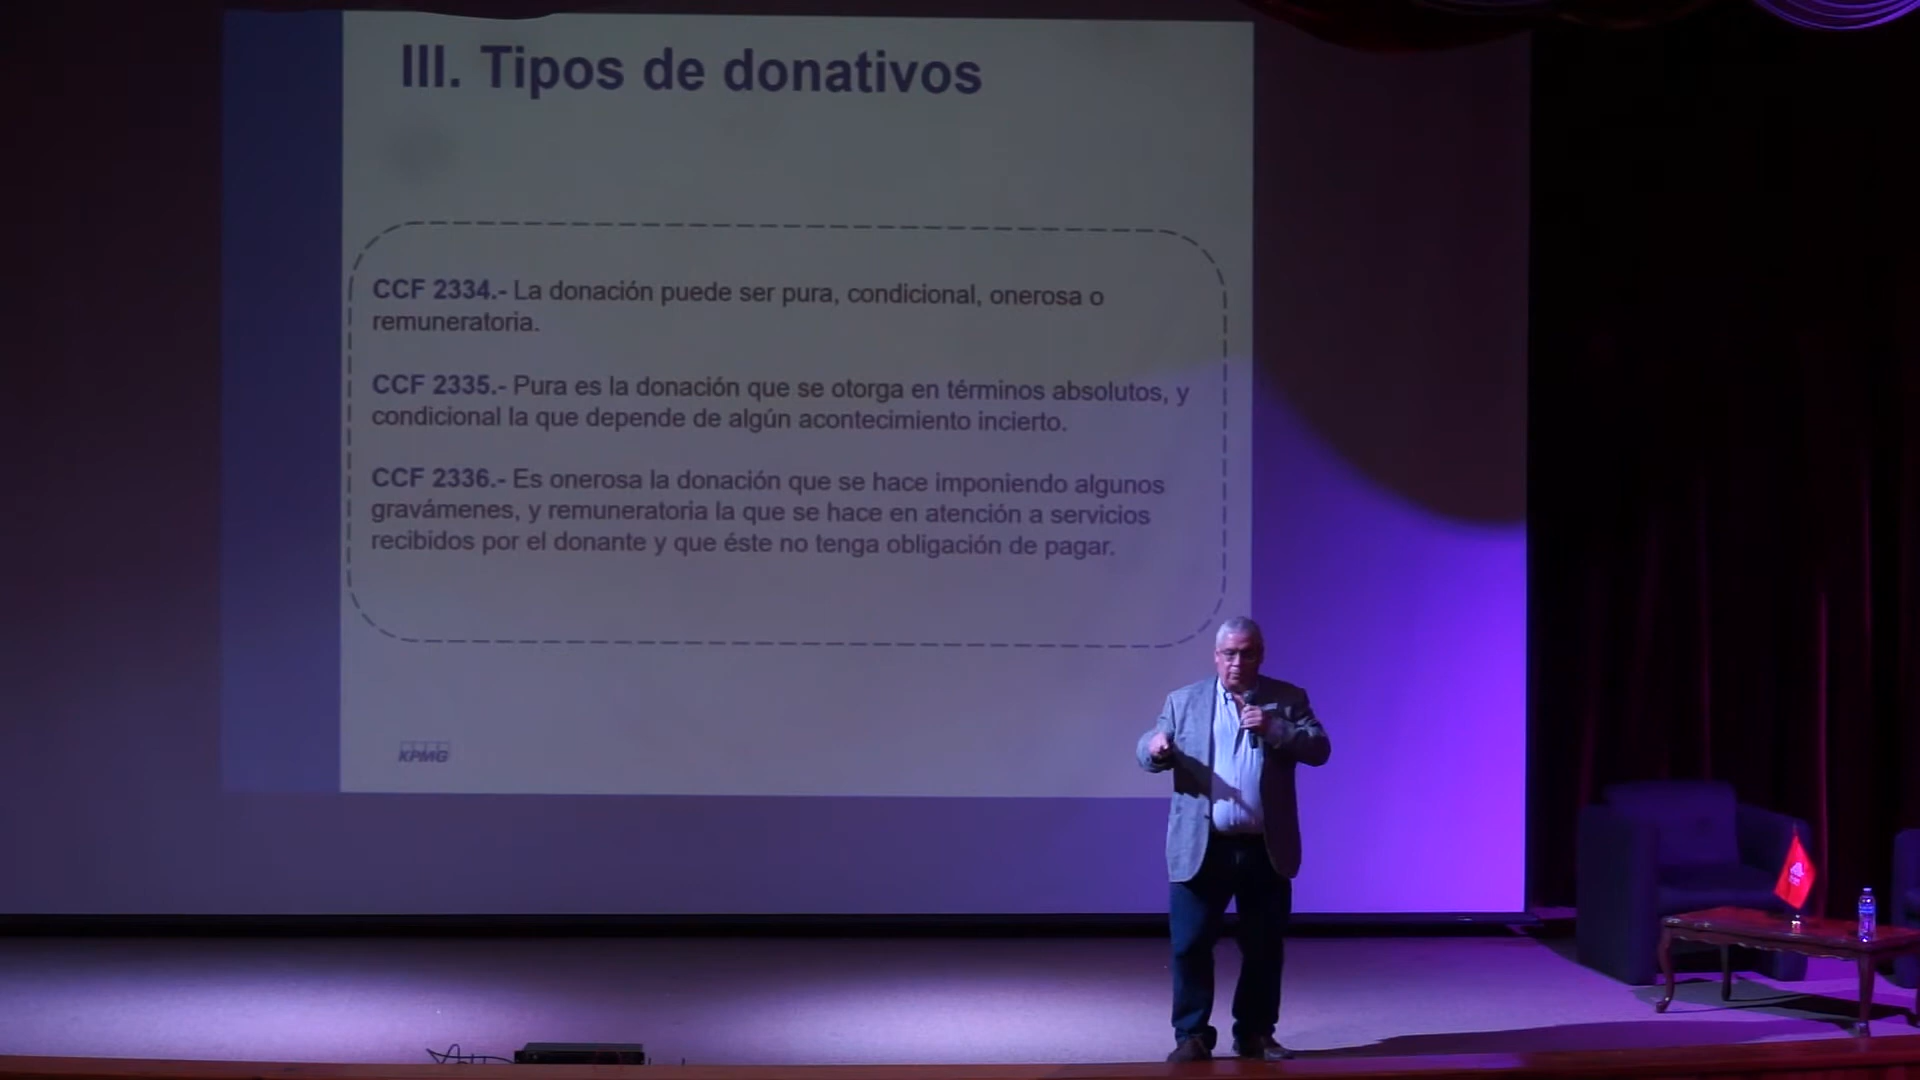 III. Tipos de donativos
CCF 2334.- La donación puede ser pura, condicional, onerosa o
remuneratoria.
CCF 2335.- Pura es la donación que se otorga en términos absolutos, y
condicional la que depende de algún acontecimiento incierto.
CCF 2336.- Es onerosa la donación que se hace imponiendo algunos
gravámenes, y remuneratoria la que se hace en atención a servicios
recibidos por el donante y que éste no tenga obligación de pagar.
KPMG